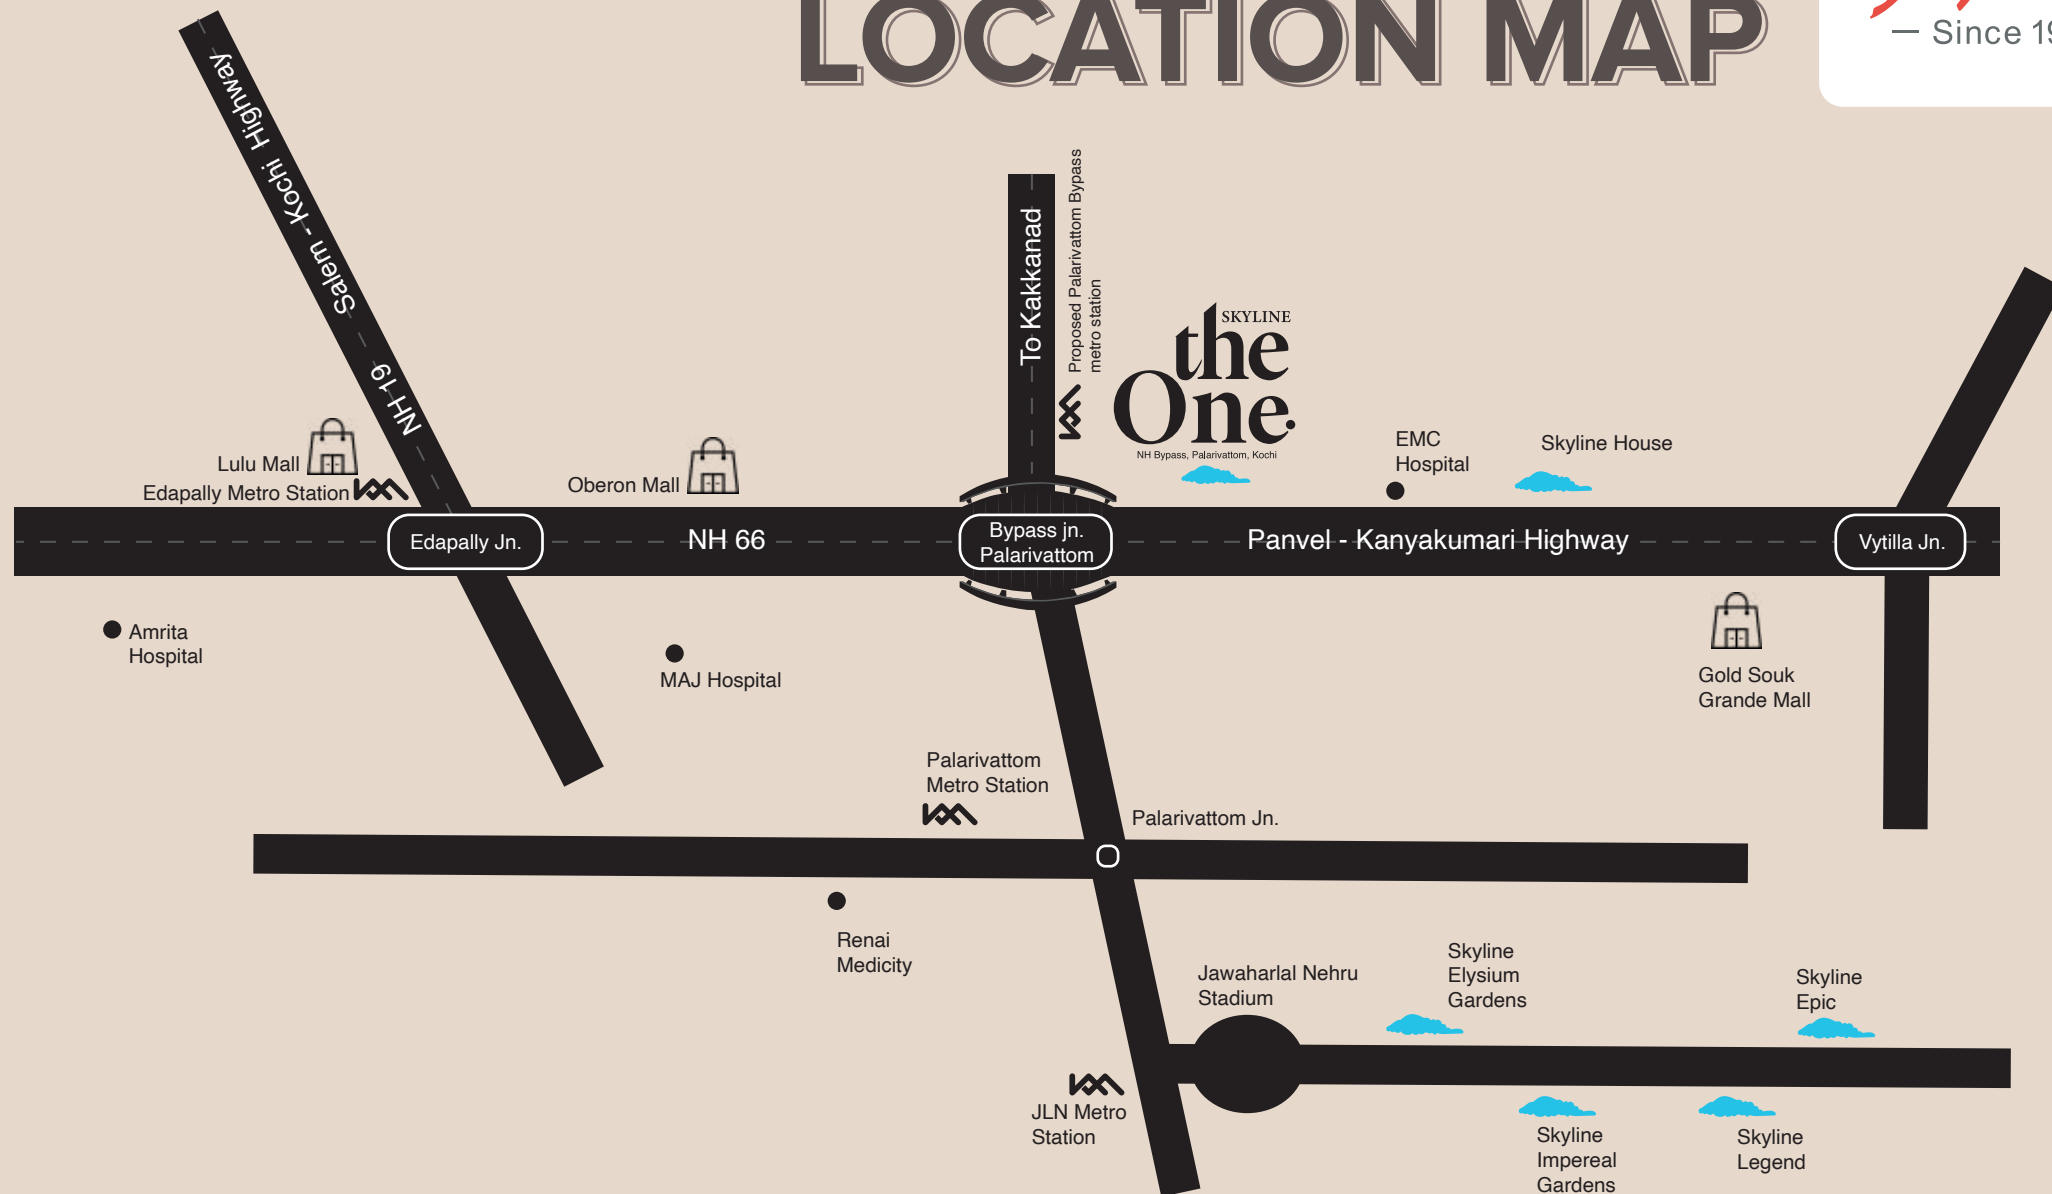 LOCATION MAP
Since 19
Salem - Kochi Highway
NH 19
To Kakkanad
Proposed Palarivattom Bypass
metro station
SKYLINE
the
One.
NH Bypass, Palarivattom, Kochi
EMC
Hospital
Skyline House
Lulu Mall
Edapally Metro Station
Oberon Mall
Edapally Jn.
NH 66
Bypass jn.
Palarivattom
Panvel - Kanyakumari Highway
Vytilla Jn.
Amrita
Hospital
MAJ Hospital
Gold Souk
Grande Mall
Palarivattom
Metro Station
Palarivattom Jn.
Renai
Medicity
Jawaharlal Nehru
Stadium
Skyline
Elysium
Gardens
Skyline
Epic
JLN Metro
Station
Skyline
Impereal
Gardens
Skyline
Legend